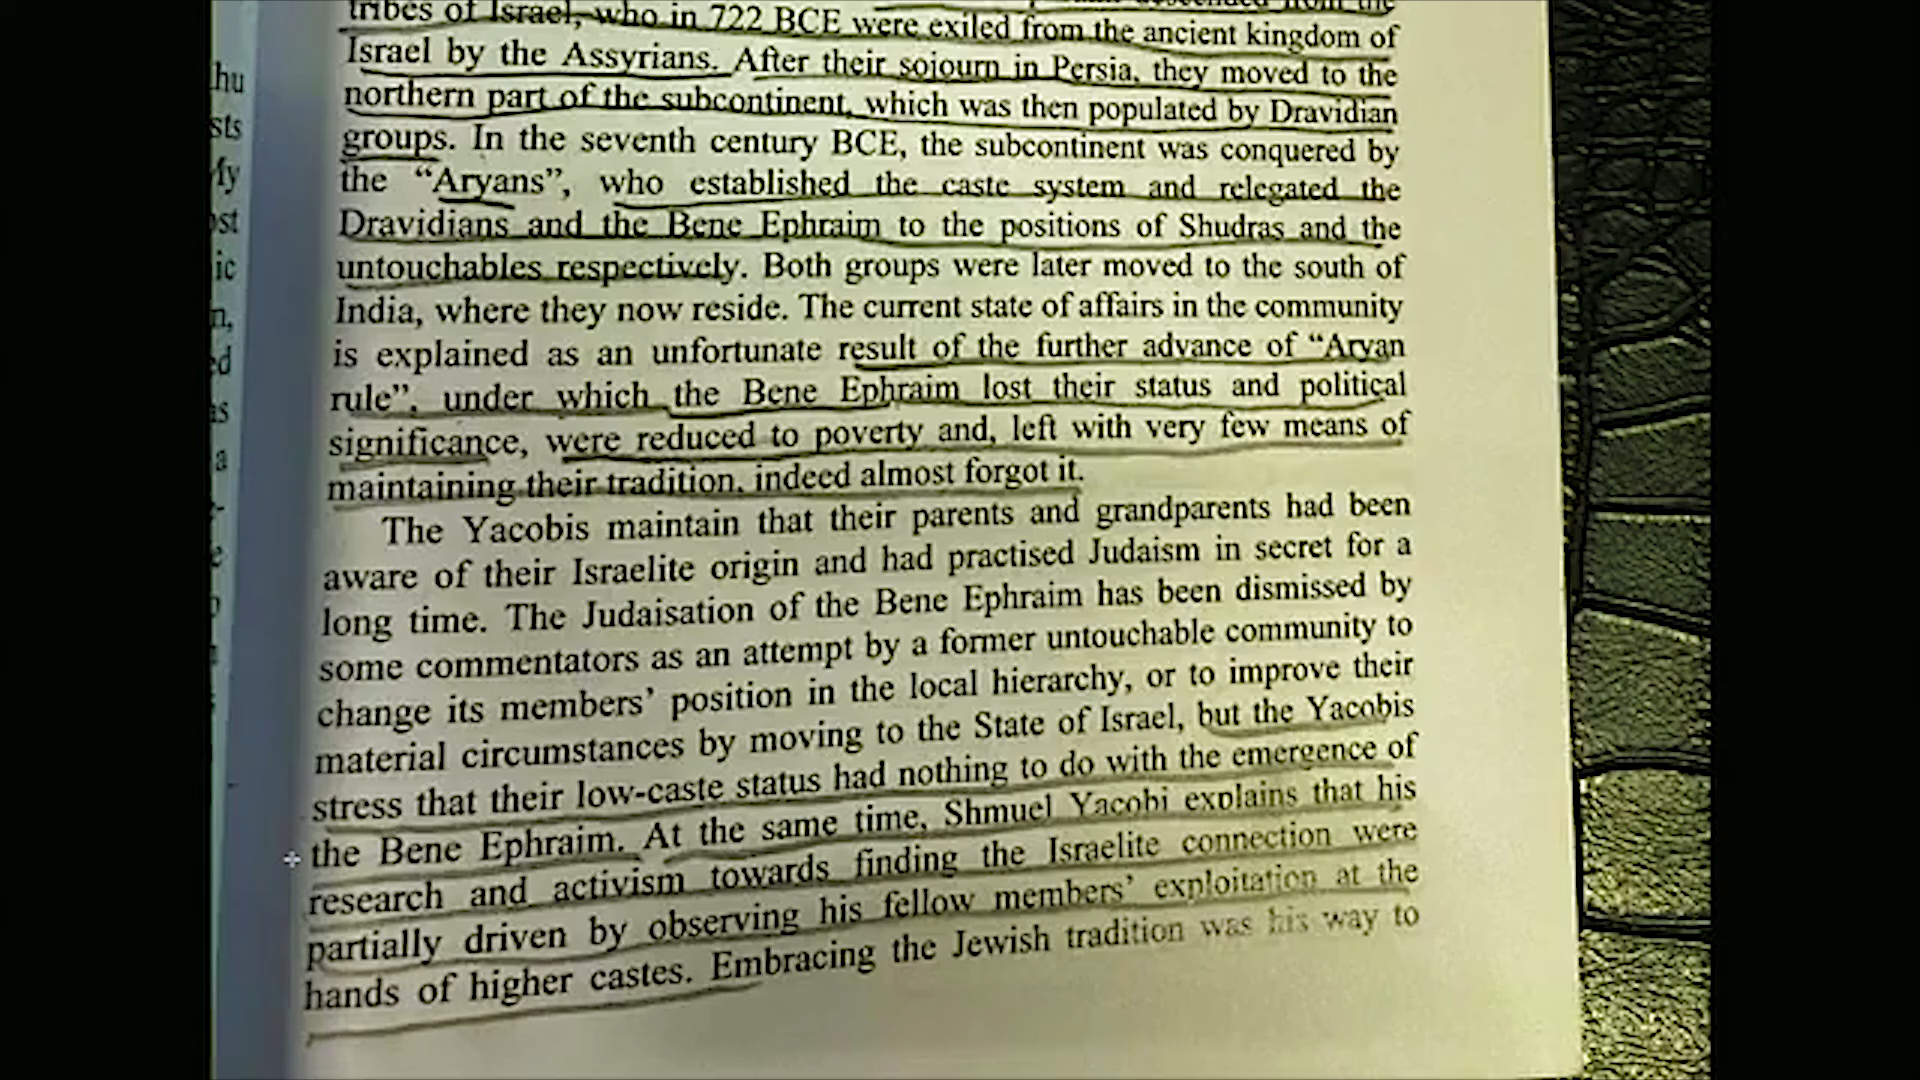 descended from the
tribes of Israel, who in 722 BCE were exiled from the ancient kingdom of
Israel by the Assyrians. After their sojourn in Persia, they moved to the
northern part of the subcontinent, which was then populated by Dravidian
groups. In the seventh century BCE, the subcontinent was conquered by
the “Aryans”, who established the caste system and relegated the
Dravidians and the Bene Ephraim to the positions of Shudras and the
untouchables respectively. Both groups were later moved to the south of
India, where they now reside. The current state of affairs in the community
is explained as an unfortunate result of the further advance of “Aryan
rule”, under which the Bene Ephraim lost their status and political
significance, were reduced to poverty and, left with very few means of
maintaining their tradition, indeed almost forgot it.
The Yacobis maintain that their parents and grandparents had been
aware of their Israelite origin and had practised Judaism in secret for a
long time. The Judaisation of the Bene Ephraim has been dismissed by
some commentators as an attempt by a former untouchable community to
change its members’ position in the local hierarchy, or to improve their
material circumstances by moving to the State of Israel, but the Yacobis
stress that their low-caste status had nothing to do with the emergence of
the Bene Ephraim. At the same time, Shmuel Yacobi explains that his
research and activism towards finding the Israelite connection were
partially driven by observing his fellow members’ exploitation at the
hands of higher castes. Embracing the Jewish tradition was his way to